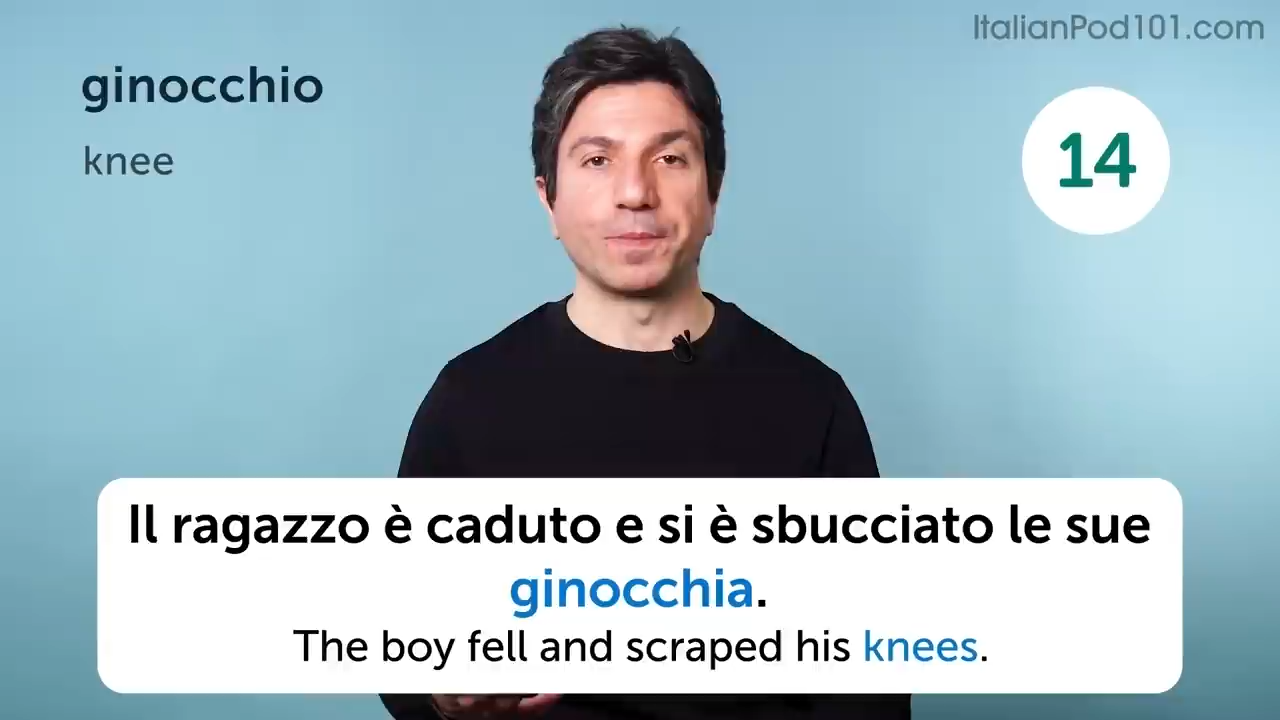 ItalianPod101.com
ginocchio
knee
14
Il ragazzo è caduto e si è sbucciato le sue
ginocchia.
The boy fell and scraped his knees.